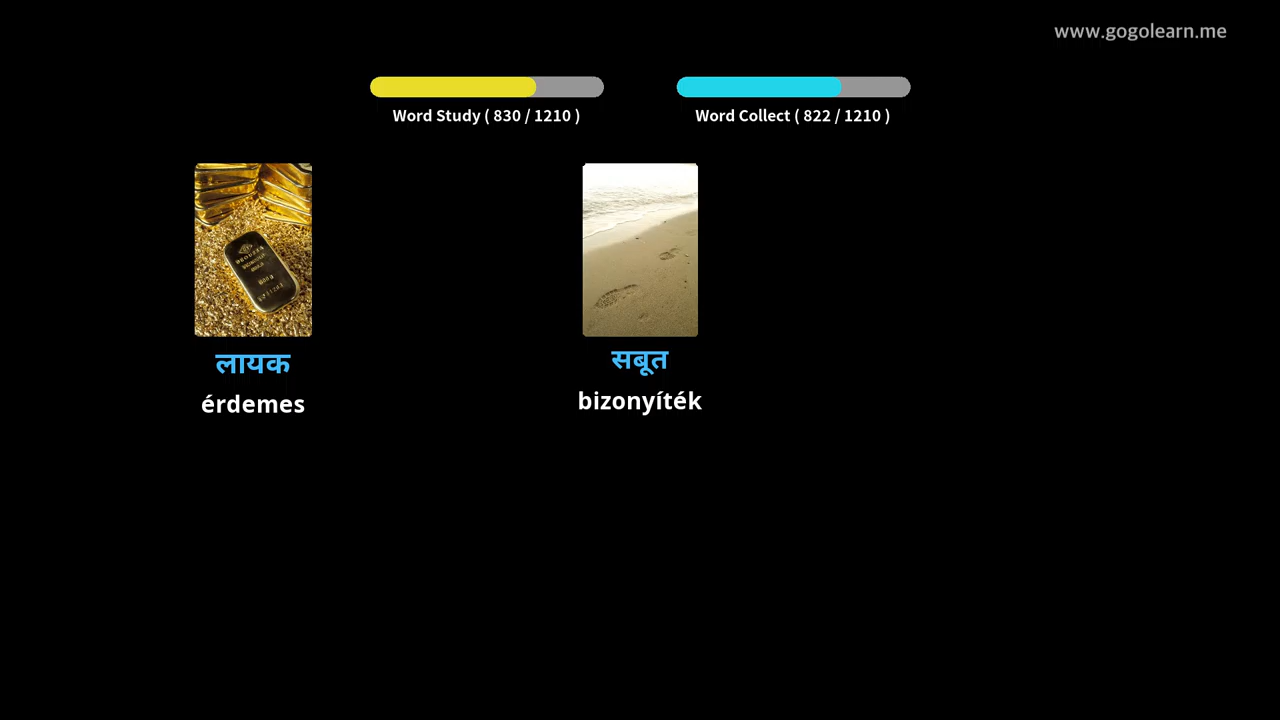 www.gogolearn.me
Word Study ( 830 / 1210 )
Word Collect ( 822 / 1210 )
लायक
érdemes
सबूत
bizonyíték